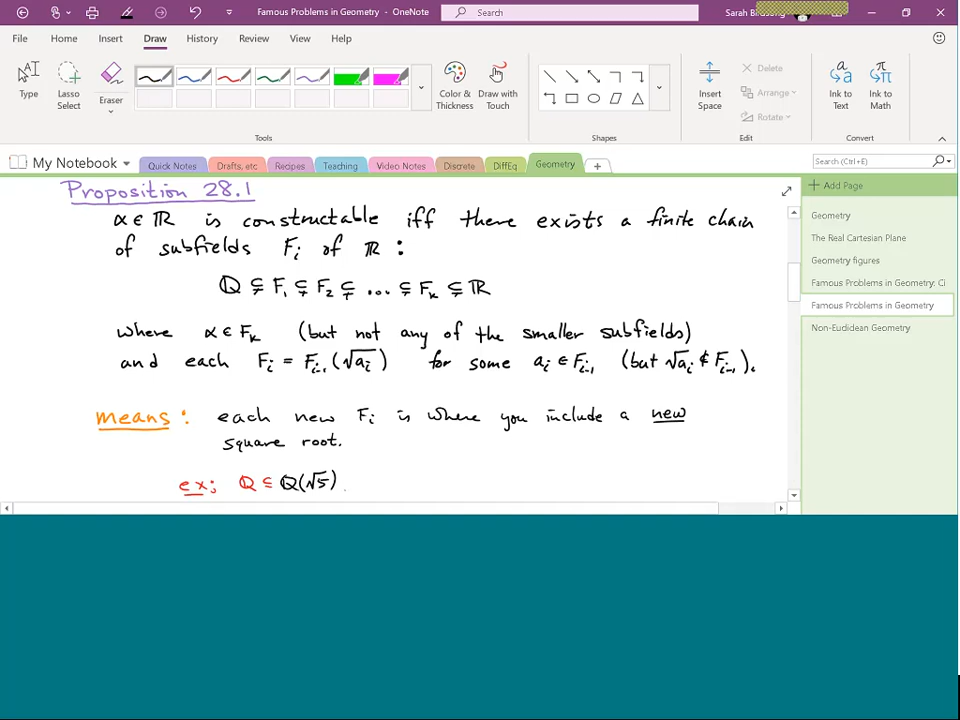 Famous Problems in Geometry - OneNote
Search
File Home Insert Draw History Review View Help
Type
Lasso Select
Eraser
Color & Thickness
Draw with Touch
Insert Space
Delete
Arrange
Rotate
Ink to Text
Ink to Math
Tools
Shapes
Edit
Convert
My Notebook
Quick Notes
Drafts, etc
Recipes
Teaching
Video Notes
Discrete
DiffEq
Geometry
Search (Ctrl+E)
Add Page
Geometry
The Real Cartesian Plane
Geometry figures
Famous Problems in Geometry: Ci
Famous Problems in Geometry
Non-Euclidean Geometry
Proposition 28.1
α ∈ ℝ is constructable iff there exists a finite chain
of subfields Fᵢ of ℝ :
ℚ ⊊ F₁ ⊊ F₂ ⊊ ... ⊊ Fₖ ⊊ ℝ
where α ∈ Fₖ (but not any of the smaller subfields)
and each Fᵢ = Fᵢ₋₁(√aᵢ) for some aᵢ ∈ Fᵢ₋₁ (but √aᵢ ∉ Fᵢ₋₁).
means: each new Fᵢ is where you include a new
square root.
ex: ℚ ⊆ ℚ(√5)